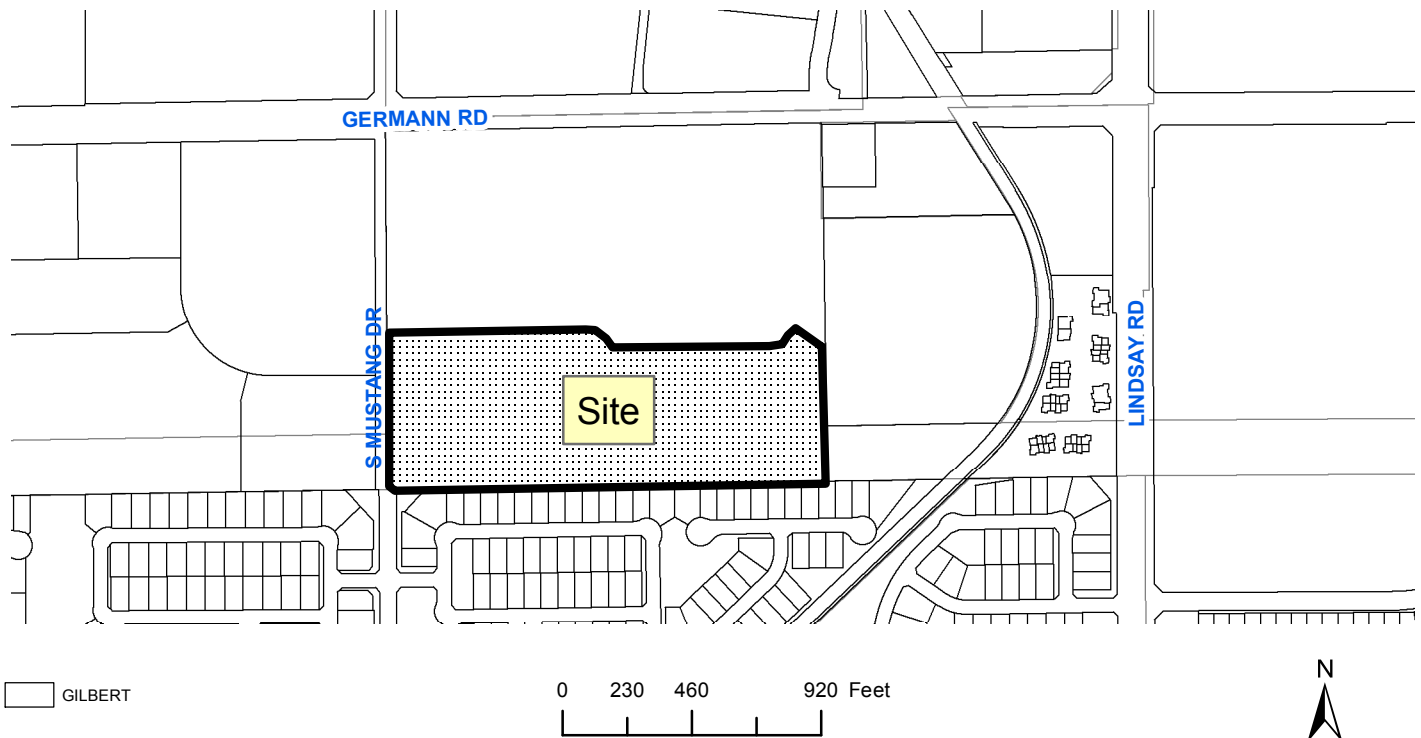 GERMANN RD
S MUSTANG DR
Site
LINDSAY RD
GILBERT
0 230 460 920 Feet
N